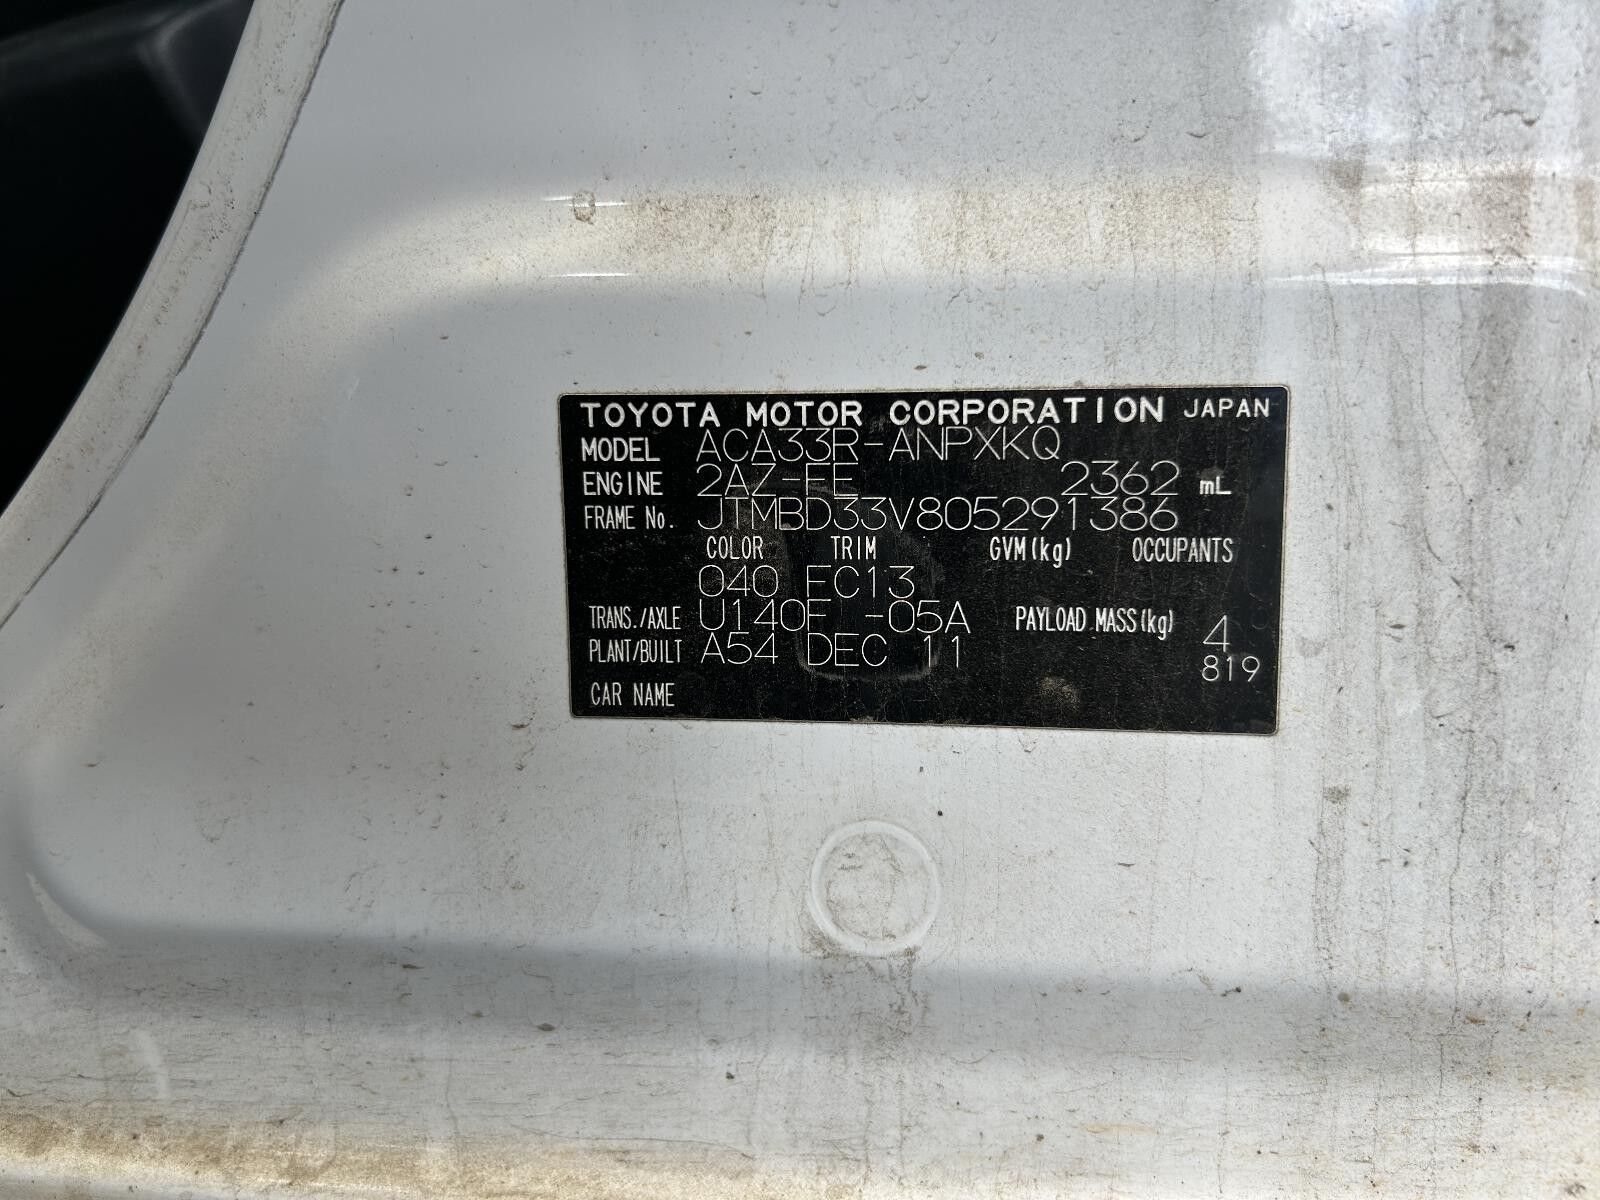 TOYOTA MOTOR CORPORATION JAPAN
MODEL ACA33R-ANPXKQ
ENGINE 2AZ-FE 2362 mL
FRAME No. JTMBD33V805291386
COLOR TRIM GVM(kg) OCCUPANTS
040 FC13
TRANS./AXLE U140F -05A PAYLOAD MASS(kg) 4
PLANT/BUILT A54 DEC 11 819
CAR NAME